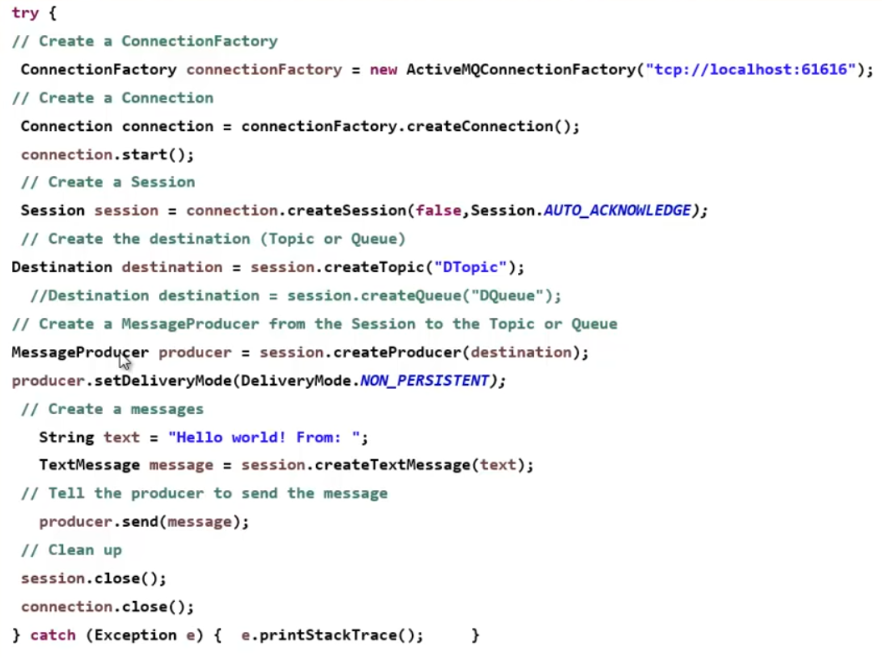 try {
// Create a ConnectionFactory
ConnectionFactory connectionFactory = new ActiveMQConnectionFactory("tcp://localhost:61616");
// Create a Connection
Connection connection = connectionFactory.createConnection();
connection.start();
// Create a Session
Session session = connection.createSession(false,Session.AUTO_ACKNOWLEDGE);
// Create the destination (Topic or Queue)
Destination destination = session.createTopic("DTopic");
//Destination destination = session.createQueue("DQueue");
// Create a MessageProducer from the Session to the Topic or Queue
MessageProducer producer = session.createProducer(destination);
producer.setDeliveryMode(DeliveryMode.NON_PERSISTENT);
// Create a messages
String text = "Hello world! From: ";
TextMessage message = session.createTextMessage(text);
// Tell the producer to send the message
producer.send(message);
// Clean up
session.close();
connection.close();
} catch (Exception e) {  e.printStackTrace();     }